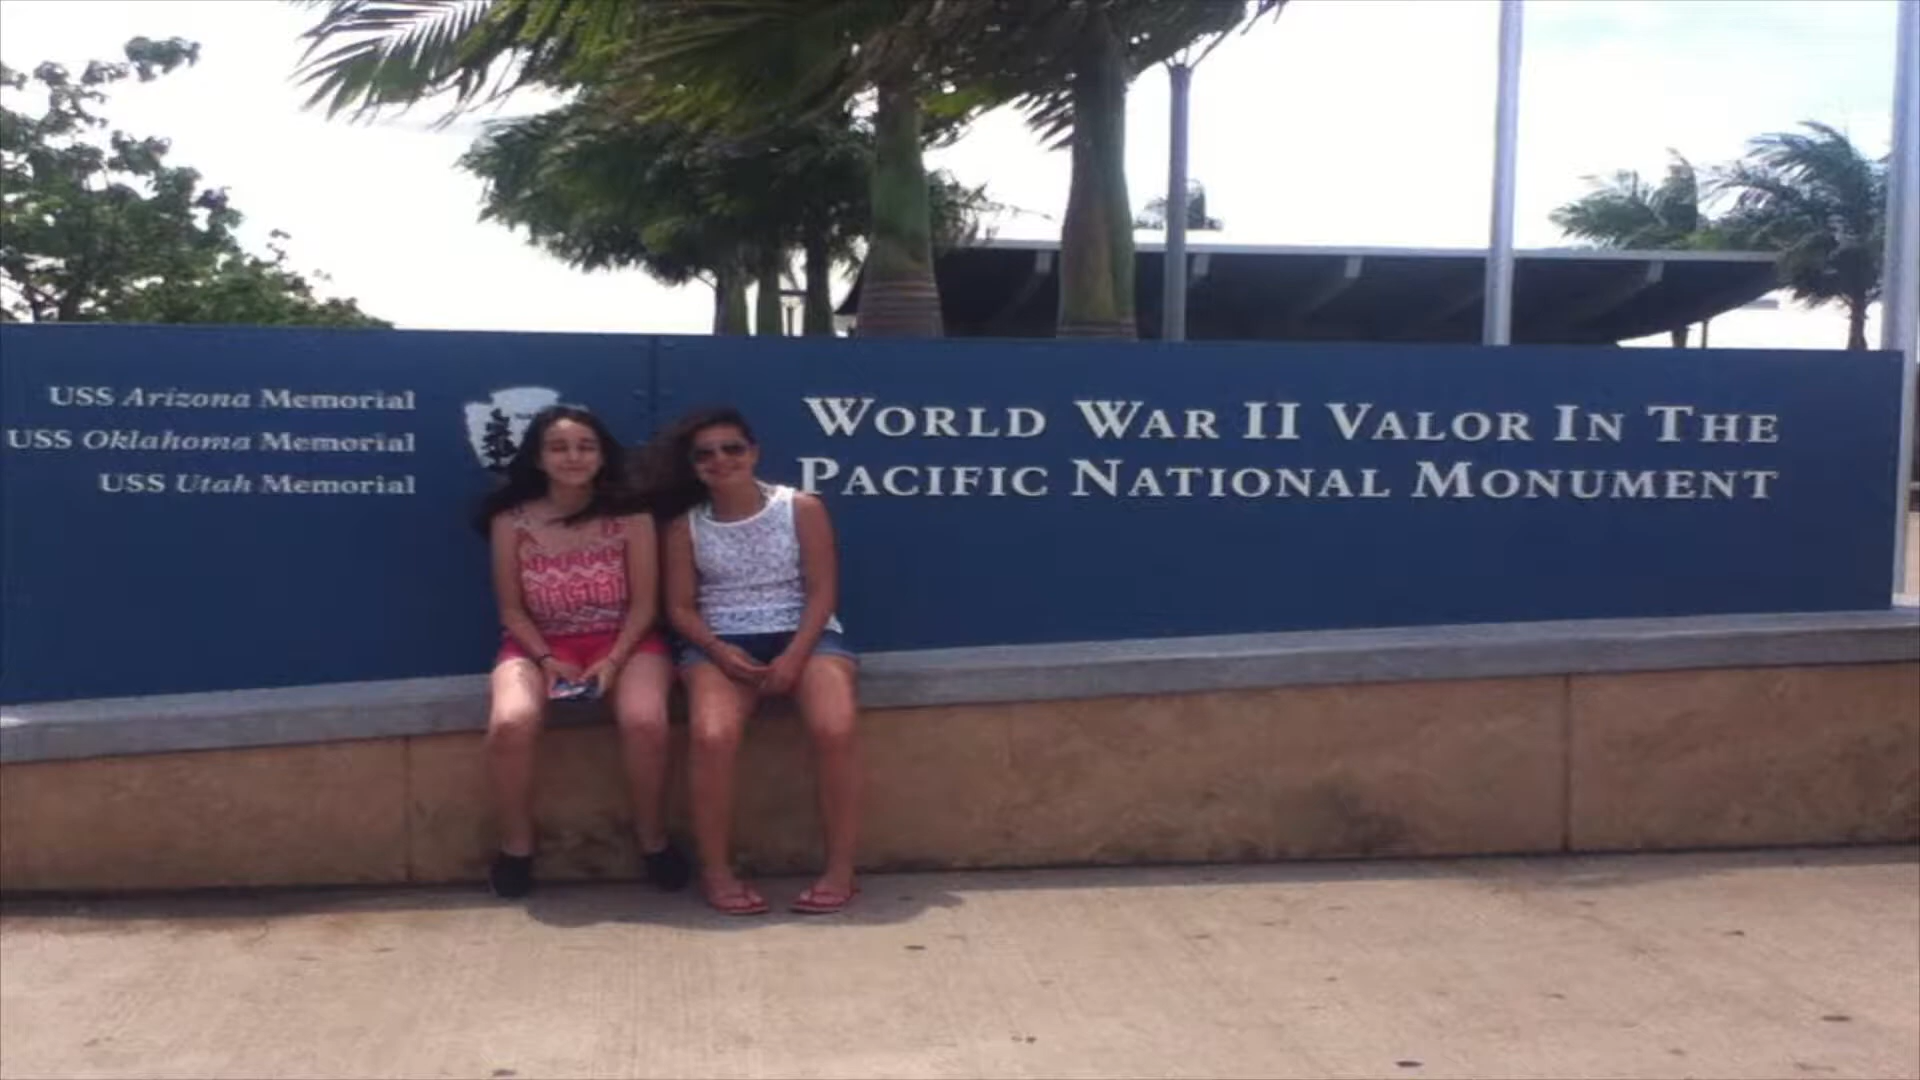 USS Arizona Memorial
USS Oklahoma Memorial
USS Utah Memorial
WORLD WAR II VALOR IN THE
PACIFIC NATIONAL MONUMENT